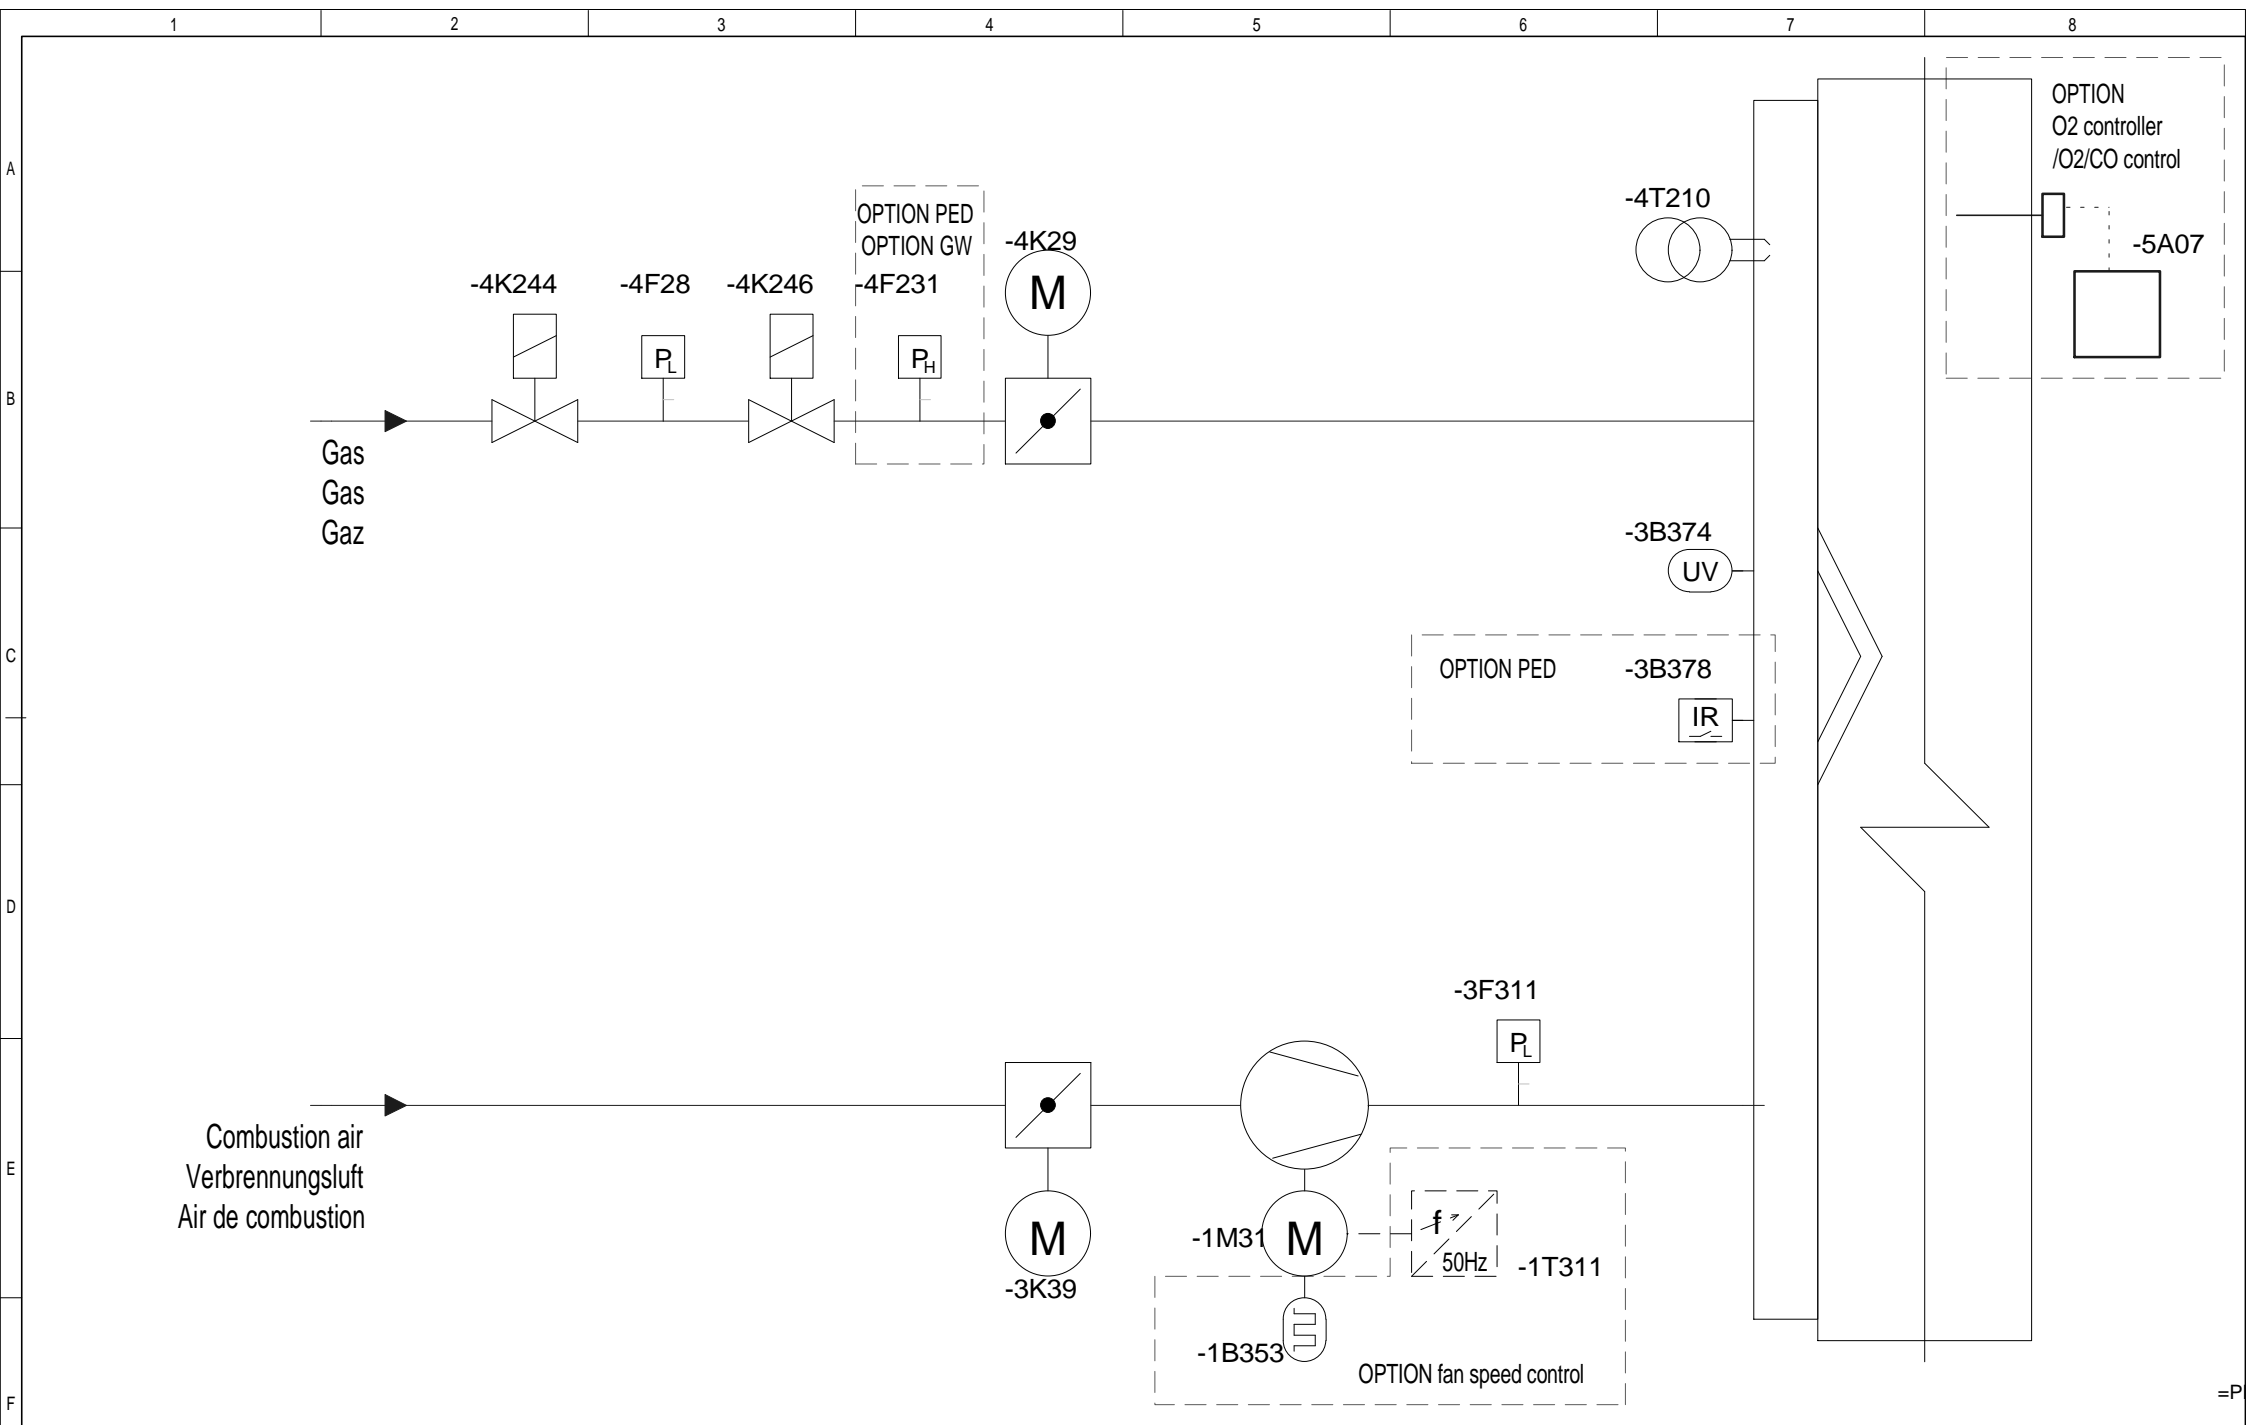 1 2 3 4 5 6 7 8
A
B
C
D
E
F
OPTION
O2 controller
/O2/CO control
-5A07
-4T210
OPTION PED
OPTION GW
-4K29
-4K244
-4F28
-4K246
-4F231
M
PL
PH
Gas
Gas
Gaz
-3B374
UV
OPTION PED
-3B378
IR
-3F311
PL
Combustion air
Verbrennungsluft
Air de combustion
M
-3K39
-1M31
M
f
50Hz
-1T311
-1B353
OPTION fan speed control